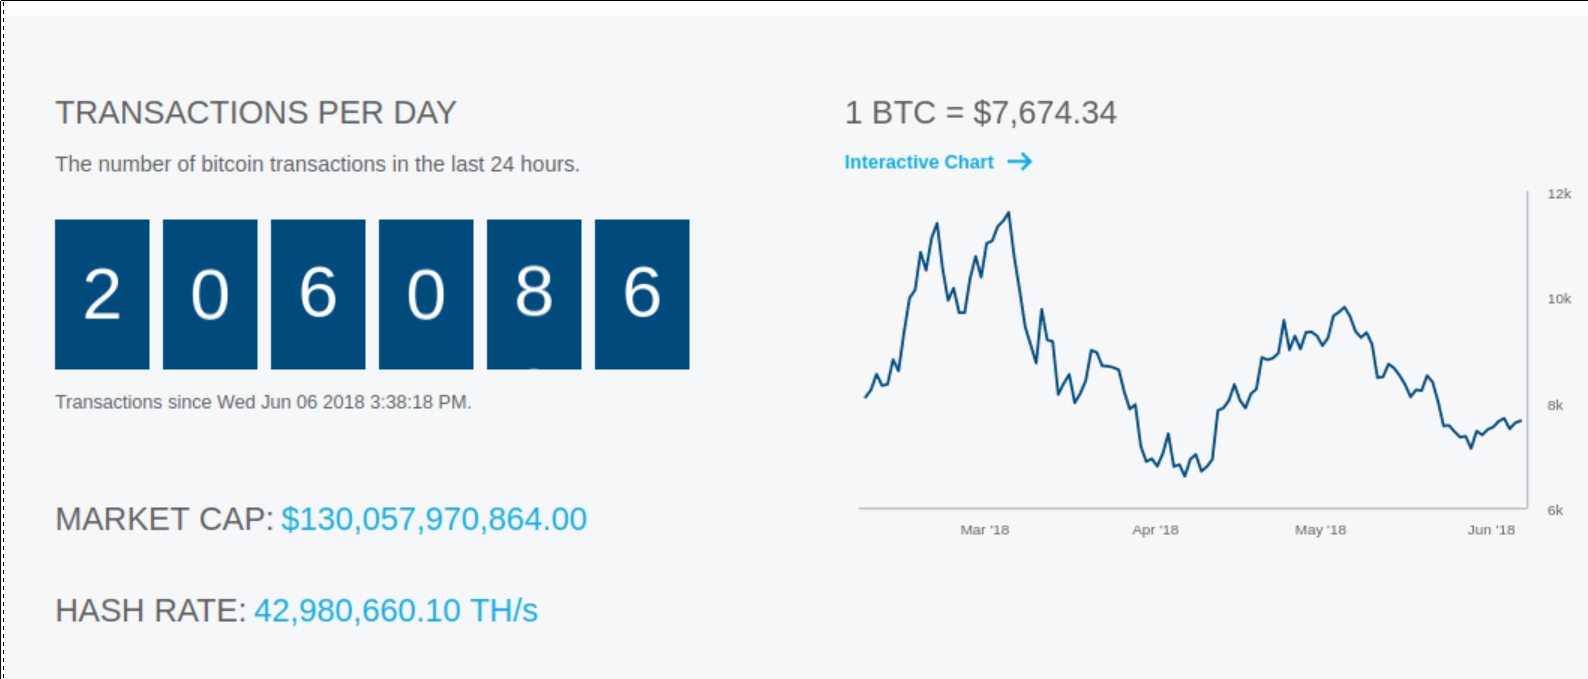 TRANSACTIONS PER DAY
The number of bitcoin transactions in the last 24 hours.
2 0 6 0 8 6
Transactions since Wed Jun 06 2018 3:38:18 PM.
MARKET CAP: $130,057,970,864.00
HASH RATE: 42,980,660.10 TH/s
1 BTC = $7,674.34
Interactive Chart
12k
10k
8k
6k
Mar '18 Apr '18 May '18 Jun '18